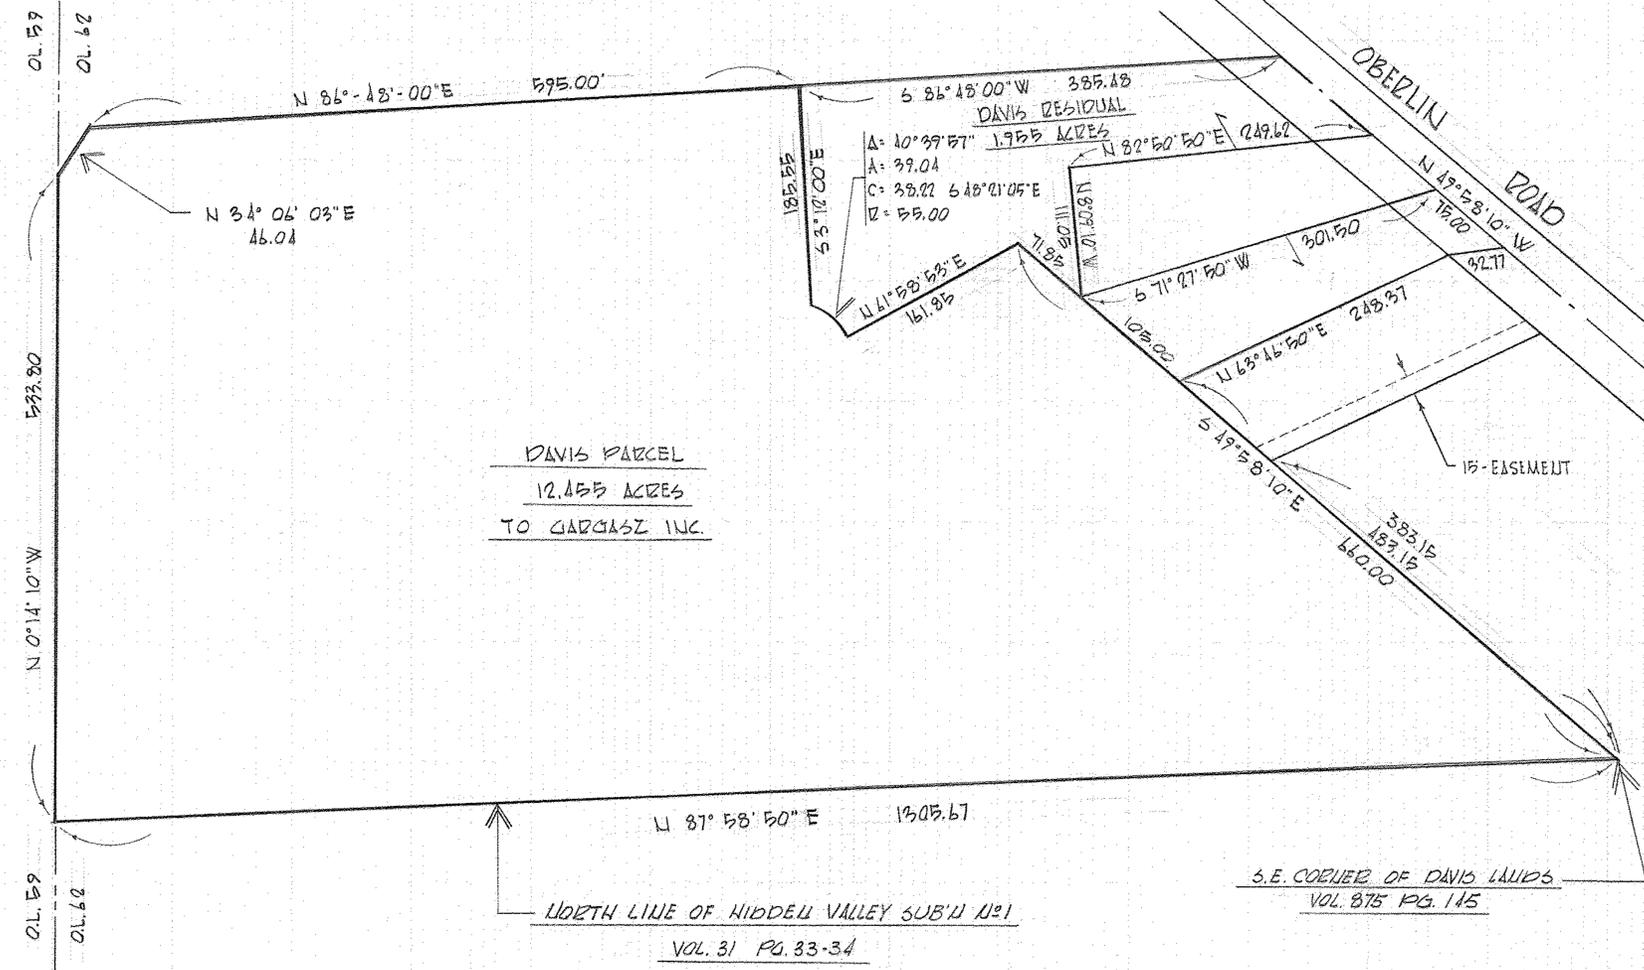 O.L. 59
O.L. 62
N 86°-48'-00"E 595.00'
S 86°48'00"W 385.48
DAVIS RESIDUAL
1.955 ACRES
OBERLIN ROAD
Δ= 40°39'57"
A= 39.04
C= 38.22 S 48°21'05"E
R= 55.00
N 82°50'50"E 249.62
185.55
S 3°12'00"E
N 8°09'10"W
111.05
N 49°58'10"W
75.00
N 34° 06' 03"E
46.04
N 61°58'53"E
161.85
71.85
S 71°27'50"W 301.50
32.77
105.00
N 63°46'50"E 248.37
533.80
N 0°14'10"W
S 49°58'10"E
15-EASEMENT
DAVIS PARCEL
12.455 ACRES
TO GARGASZ INC.
383.15
483.15
660.00
N 87°58'50"E 1305.67
O.L. 59
O.L. 62
NORTH LINE OF HIDDEN VALLEY SUB'N Nº1
VOL. 31 PG. 33-34
S.E. CORNER OF DAVIS LANDS
VOL. 875 PG. 145